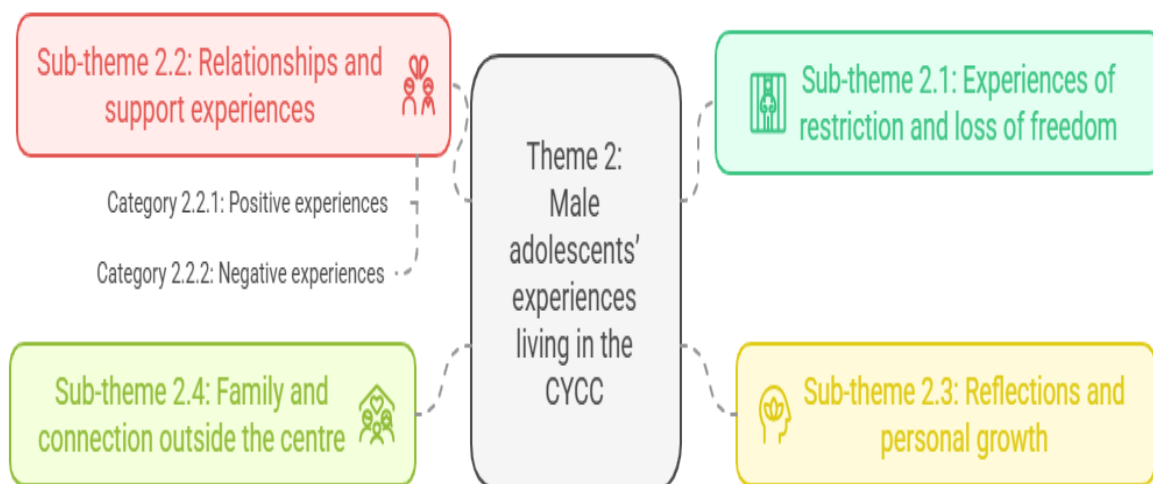 Sub-theme 2.2: Relationships and
support experiences
Category 2.2.1: Positive experiences
Category 2.2.2: Negative experiences
Sub-theme 2.4: Family and
connection outside the centre
Theme 2:
Male
adolescents’
experiences
living in the
CYCC
Sub-theme 2.1: Experiences of
restriction and loss of freedom
Sub-theme 2.3: Reflections and
personal growth